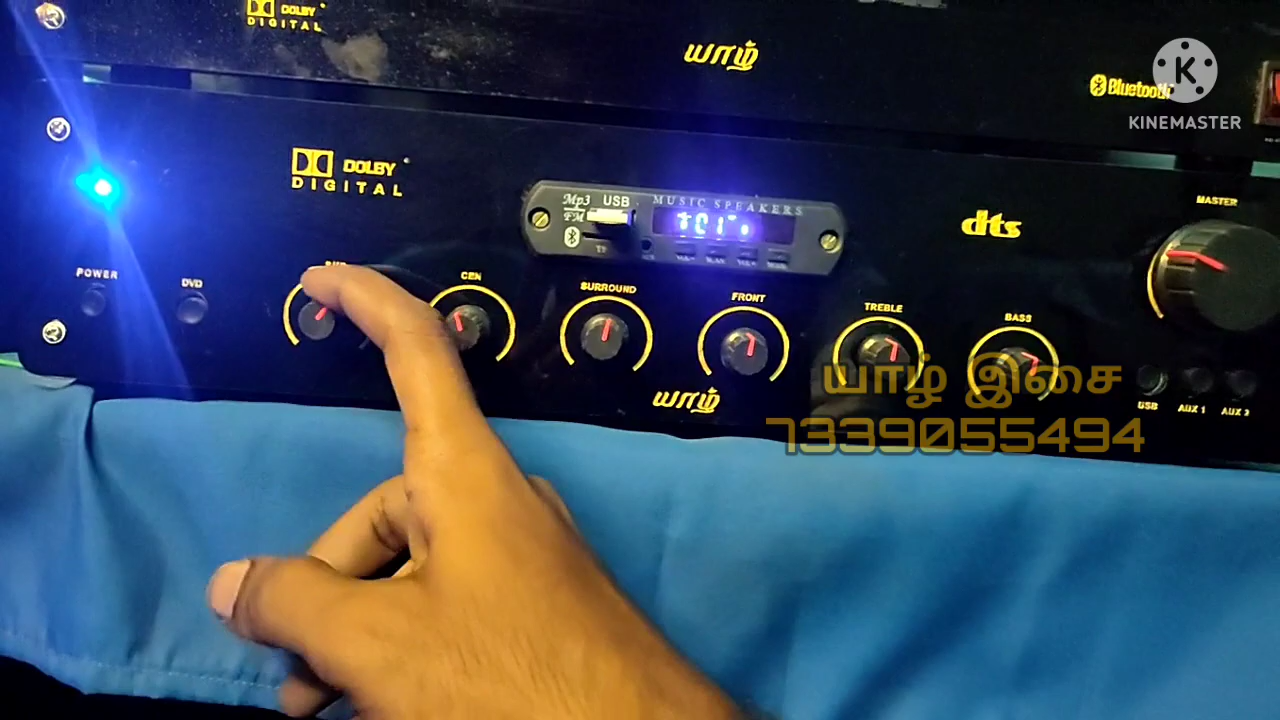 DOLBY
DIGITAL
யாழ்
Bluetooth
KINEMASTER
DOLBY
DIGITAL
Mp3 USB MUSIC SPEAKERS
FM
TF
dts
MASTER
POWER
DVD
CEN
SURROUND
FRONT
TREBLE
BASS
யாழ்
USB AUX 1 AUX 2
யாழ் இசை
7339055494